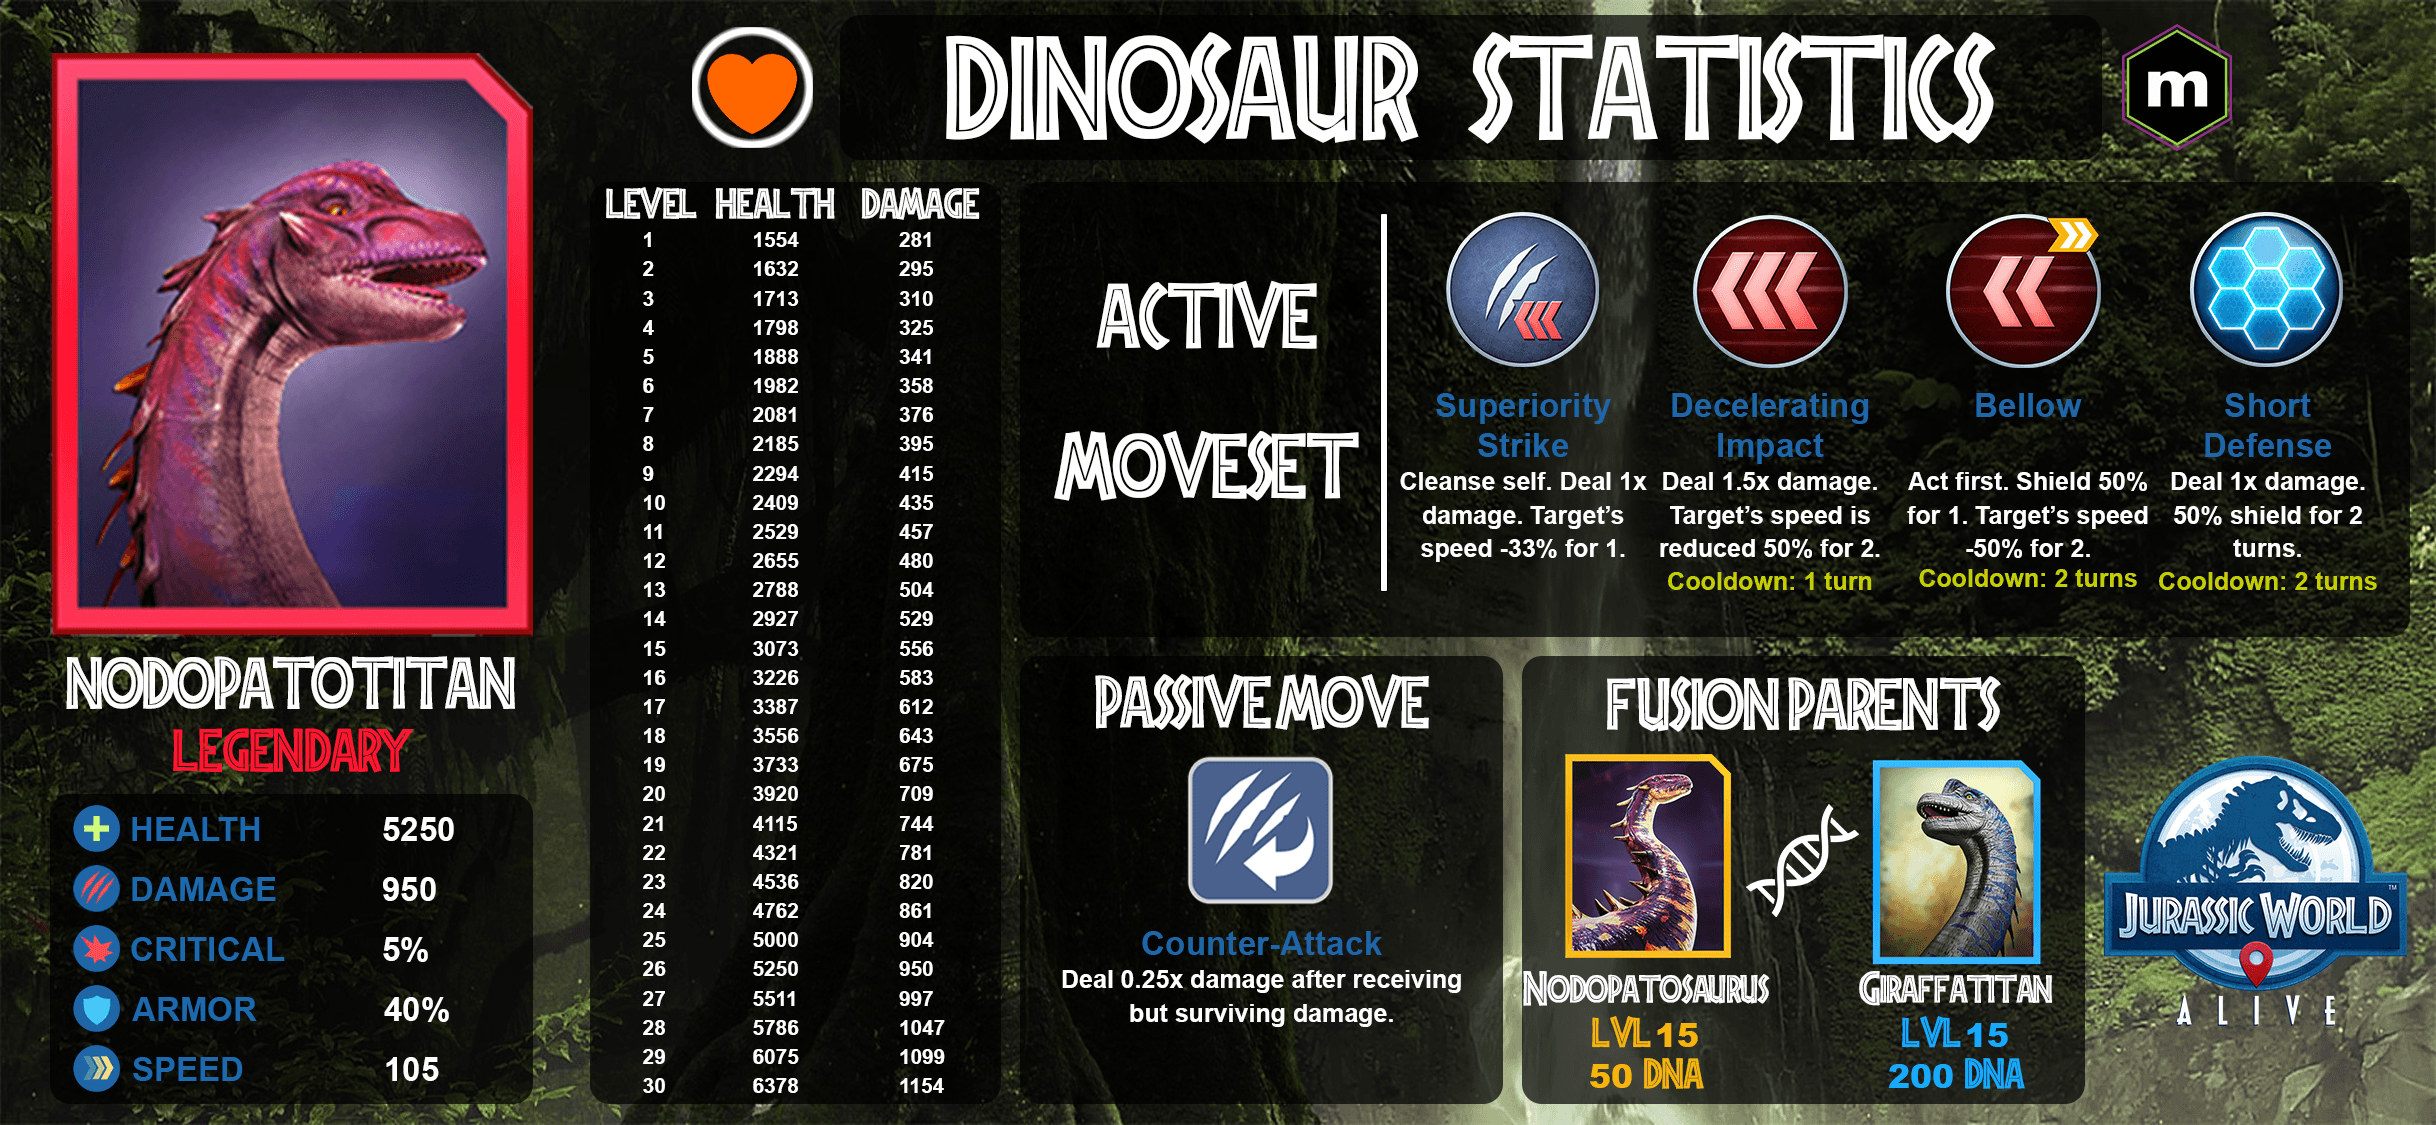 DINOSAUR STATISTICS
m
NODOPATOTITAN
LEGENDARY
HEALTH 5250
DAMAGE 950
CRITICAL 5%
ARMOR 40%
SPEED 105
LEVEL HEALTH DAMAGE
1 1554 281
2 1632 295
3 1713 310
4 1798 325
5 1888 341
6 1982 358
7 2081 376
8 2185 395
9 2294 415
10 2409 435
11 2529 457
12 2655 480
13 2788 504
14 2927 529
15 3073 556
16 3226 583
17 3387 612
18 3556 643
19 3733 675
20 3920 709
21 4115 744
22 4321 781
23 4536 820
24 4762 861
25 5000 904
26 5250 950
27 5511 997
28 5786 1047
29 6075 1099
30 6378 1154
ACTIVE
MOVESET
Superiority
Strike
Cleanse self. Deal 1x
damage. Target’s
speed -33% for 1.
Decelerating
Impact
Deal 1.5x damage.
Target’s speed is
reduced 50% for 2.
Cooldown: 1 turn
Bellow
Act first. Shield 50%
for 1. Target’s speed
-50% for 2.
Cooldown: 2 turns
Short
Defense
Deal 1x damage.
50% shield for 2
turns.
Cooldown: 2 turns
PASSIVE MOVE
Counter-Attack
Deal 0.25x damage after receiving
but surviving damage.
FUSION PARENTS
NODOPATOSAURUS
LVL 15
50 DNA
GIRAFFATITAN
LVL 15
200 DNA
JURASSIC WORLD
TM
ALIVE